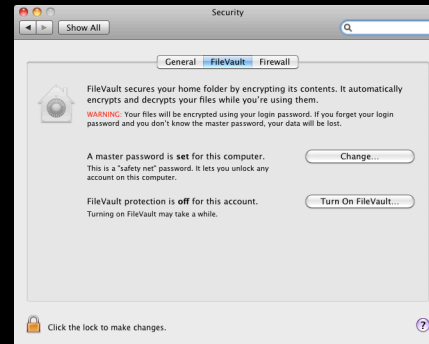 Security
Show All
General FileVault Firewall
FileVault secures your home folder by encrypting its contents. It automatically
encrypts and decrypts your files while you're using them.
WARNING: Your files will be encrypted using your login password. If you forget your login
password and you don't know the master password, your data will be lost.
A master password is set for this computer. Change...
This is a "safety net" password. It lets you unlock any
account on this computer.
FileVault protection is off for this account. Turn On FileVault...
Turning on FileVault may take a while.
Click the lock to make changes. ?